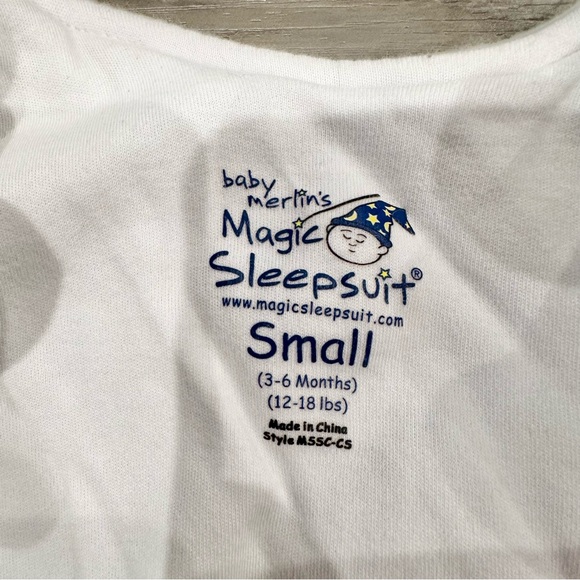 baby
merlin's
Magic
Sleepsuit®
www.magicsleepsuit.com
Small
(3-6 Months)
(12-18 lbs)
Made in China
Style MSSC-CS